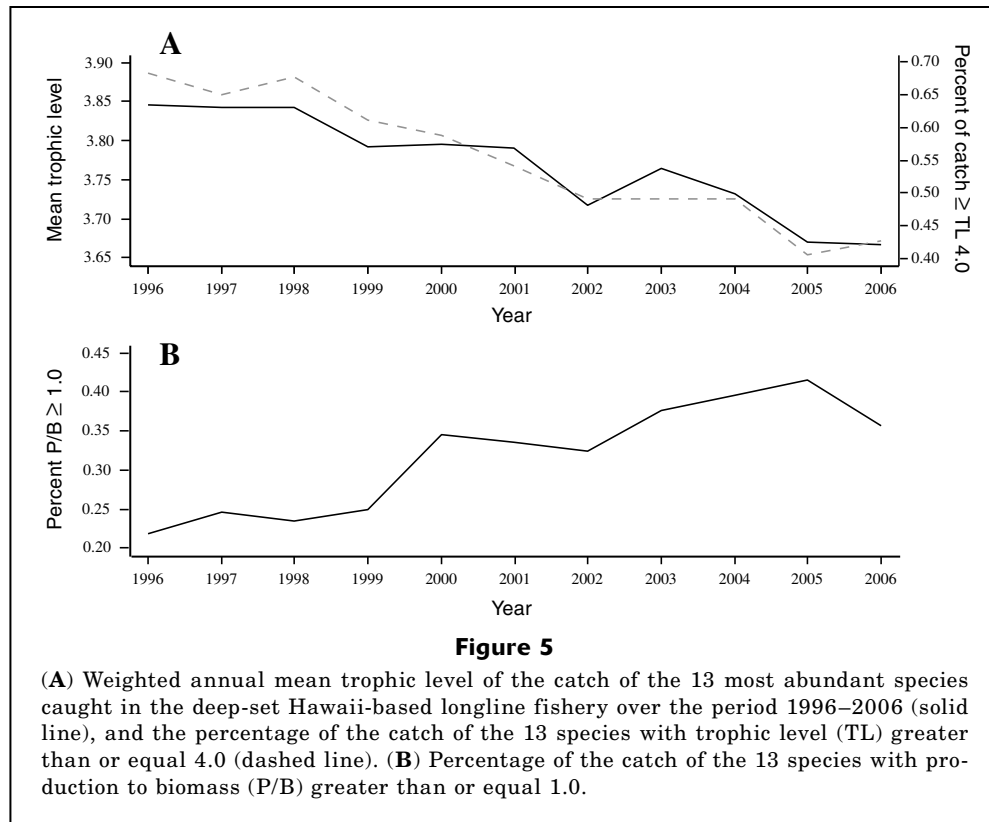 A
Mean trophic level
3.90
3.85
3.80
3.75
3.70
3.65
0.70
0.65
0.60
0.55
0.50
0.45
0.40
Percent of catch ≥ TL 4.0
1996 1997 1998 1999 2000 2001 2002 2003 2004 2005 2006
Year
B
Percent P/B ≥ 1.0
0.45
0.40
0.35
0.30
0.25
0.20
1996 1997 1998 1999 2000 2001 2002 2003 2004 2005 2006
Year
Figure 5
(A) Weighted annual mean trophic level of the catch of the 13 most abundant species
caught in the deep-set Hawaii-based longline fishery over the period 1996–2006 (solid
line), and the percentage of the catch of the 13 species with trophic level (TL) greater
than or equal 4.0 (dashed line). (B) Percentage of the catch of the 13 species with pro-
duction to biomass (P/B) greater than or equal 1.0.